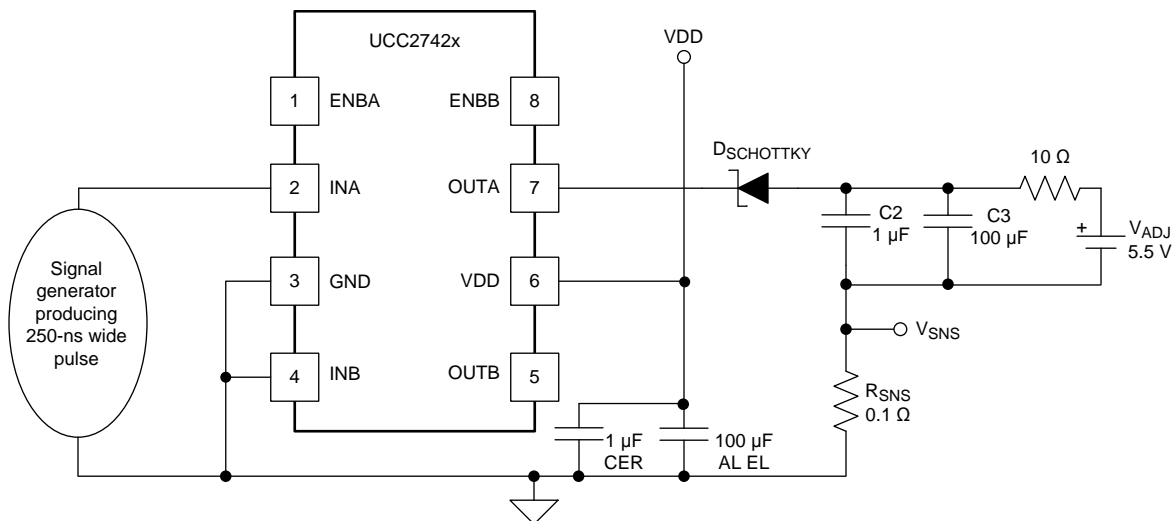 UCC2742x
VDD
1 ENBA ENBB 8
DSCHOTTKY
10 Ω
2 INA OUTA 7
C2
1 µF
C3
100 µF
+
VADJ
5.5 V
Signal
generator
producing
250-ns wide
pulse
3 GND VDD 6
VSNS
4 INB OUTB 5
RSNS
0.1 Ω
1 µF
CER
100 µF
AL EL